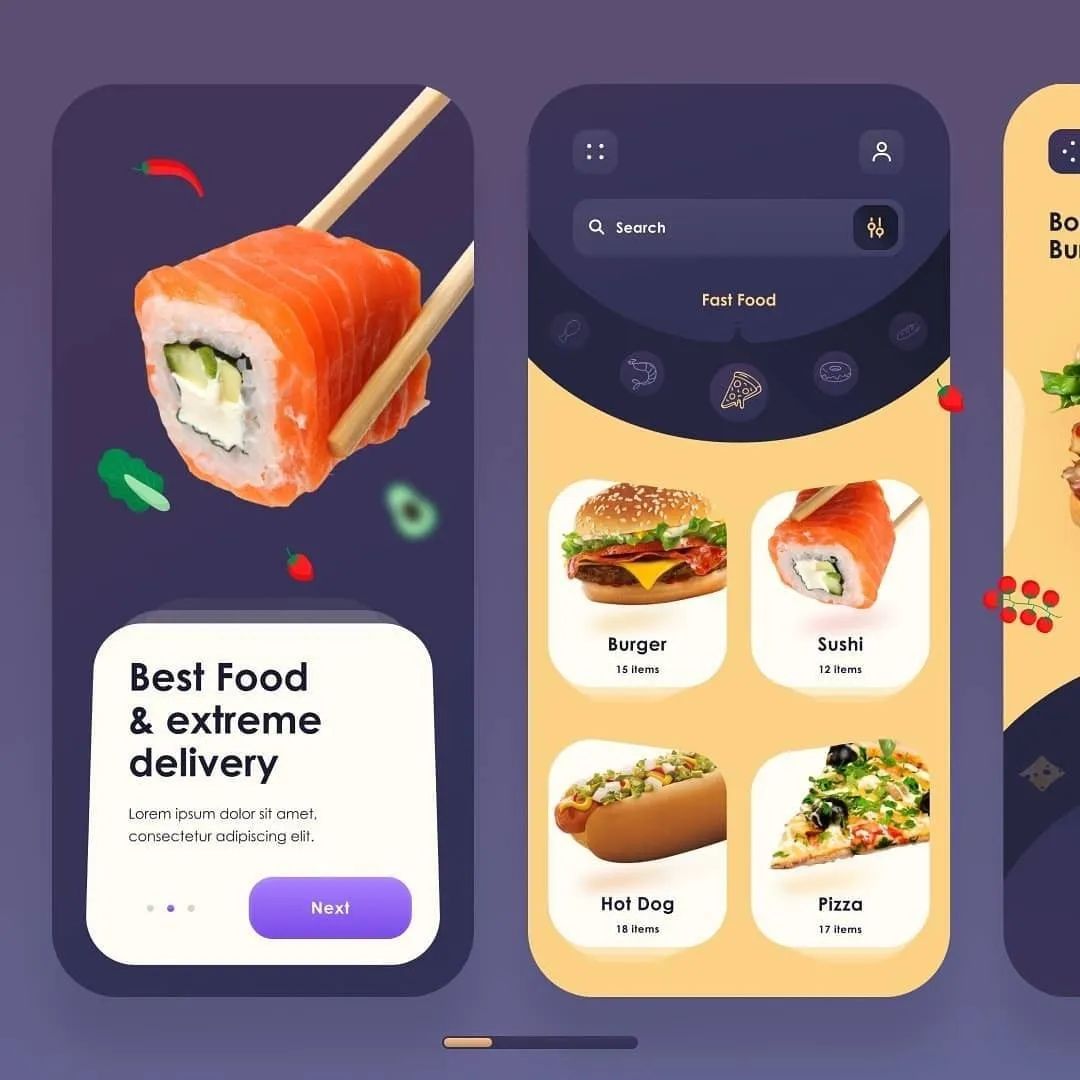 Best Food
& extreme
delivery
Lorem ipsum dolor sit amet,
consectetur adipiscing elit.
Next
Search
Fast Food
Burger
15 items
Sushi
12 items
Hot Dog
18 items
Pizza
17 items
Bo
Bu